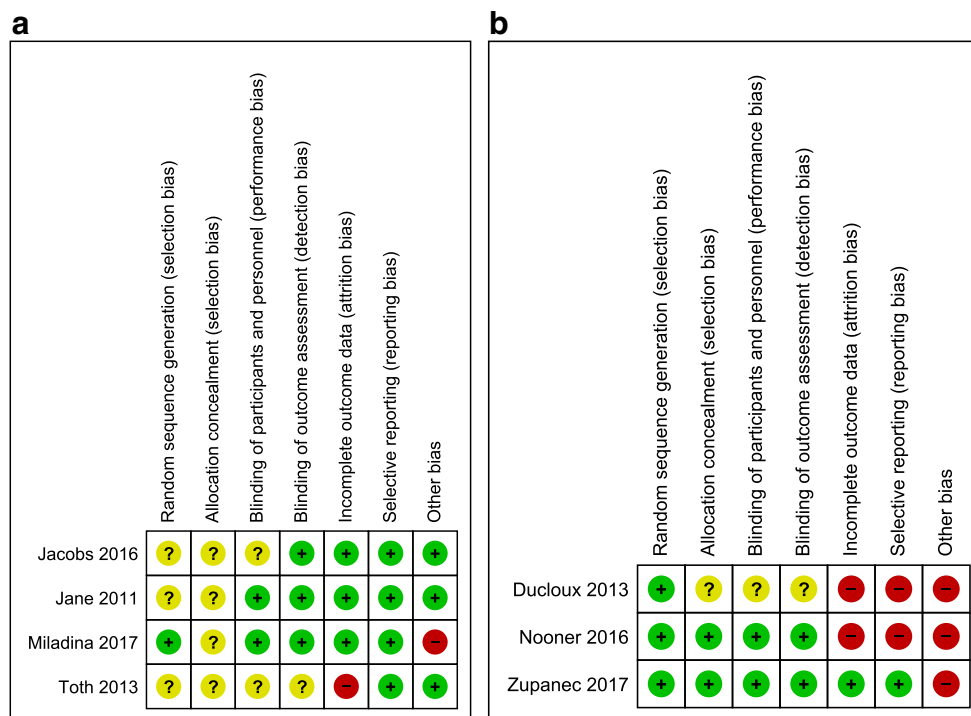 a
Random sequence generation (selection bias)
Allocation concealment (selection bias)
Blinding of participants and personnel (performance bias)
Blinding of outcome assessment (detection bias)
Incomplete outcome data (attrition bias)
Selective reporting (reporting bias)
Other bias
Jacobs 2016 ? ? ? + + + +
Jane 2011 ? ? + + + + +
Miladina 2017 + ? + + + + −
Toth 2013 ? ? ? ? − + +
b
Random sequence generation (selection bias)
Allocation concealment (selection bias)
Blinding of participants and personnel (performance bias)
Blinding of outcome assessment (detection bias)
Incomplete outcome data (attrition bias)
Selective reporting (reporting bias)
Other bias
Ducloux 2013 + ? ? ? − − −
Nooner 2016 + + + + − − −
Zupanec 2017 + + + + + + −